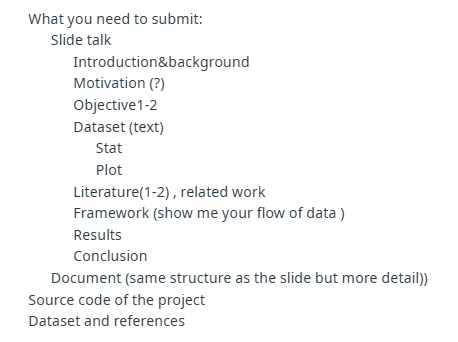 What you need to submit:
Slide talk
Introduction&background
Motivation (?)
Objective1-2
Dataset (text)
Stat
Plot
Literature(1-2) , related work
Framework (show me your flow of data )
Results
Conclusion
Document (same structure as the slide but more detail))
Source code of the project
Dataset and references